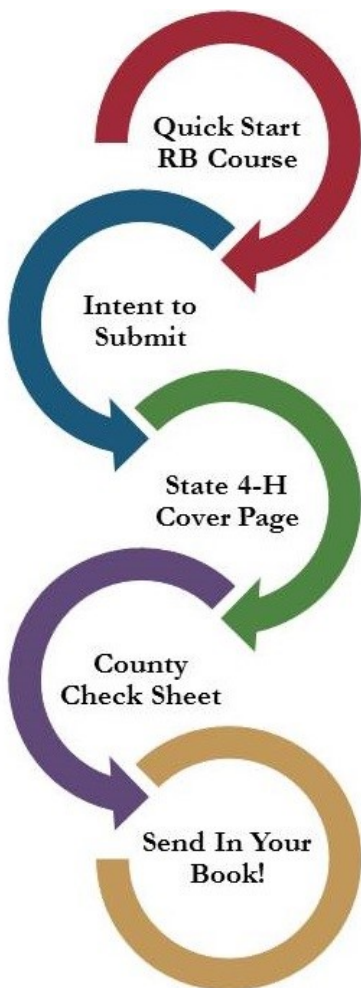 Quick Start
RB Course
Intent to
Submit
State 4-H
Cover Page
County
Check Sheet
Send In Your
Book!